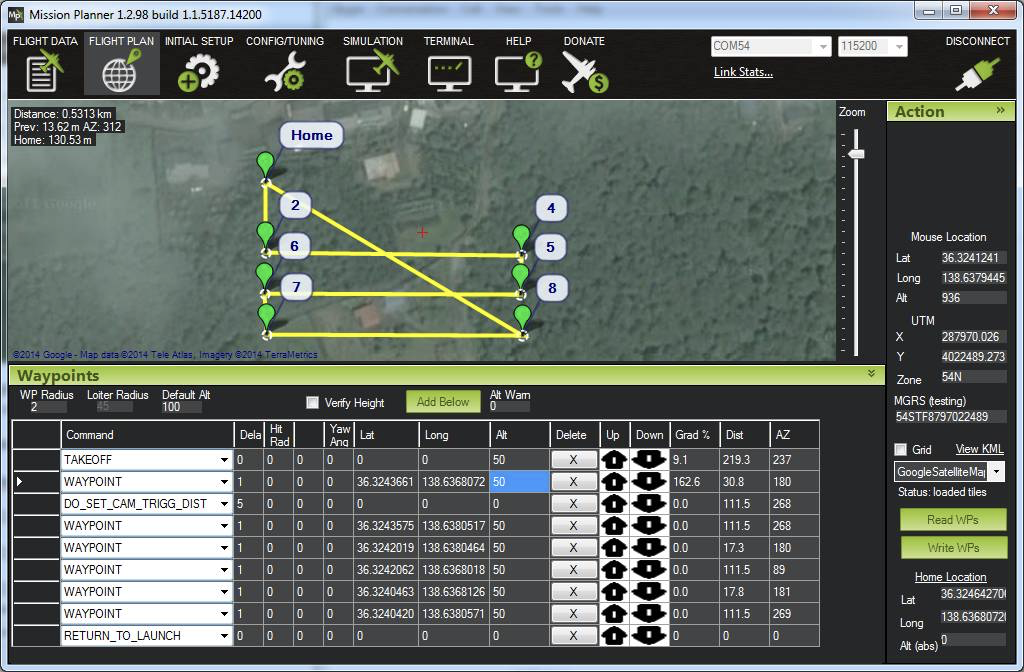 Mission Planner 1.2.98 build 1.1.5187.14200
FLIGHT DATA FLIGHT PLAN INITIAL SETUP CONFIG/TUNING SIMULATION TERMINAL HELP DONATE
COM54 115200 DISCONNECT
Link Stats...
Distance: 0.5313 km
Prev: 13.62 m AZ: 312
Home: 130.53 m
Home
2
4
6
5
7
8
©2014 Google - Map data ©2014 Tele Atlas, Imagery ©2014 TerraMetrics
Zoom
Action »
Mouse Location
Lat 36.3241241
Long 138.6379445
Alt 936
UTM
X 287970.026
Y 4022489.273
Zone 54N
MGRS (testing)
54STF8797022489
Grid View KML
GoogleSatelliteMap
Status: loaded tiles
Read WPs
Write WPs
Home Location
Lat 36.32464270
Long 138.6368072
Alt (abs) 0
Waypoints
WP Radius Loiter Radius Default Alt Alt Warn
2 45 100 Verify Height Add Below 0
Command Dela Hit Rad Yaw Ang Lat Long Alt Delete Up Down Grad % Dist AZ
TAKEOFF 0 0 0 0 0 0 50 X 9.1 219.3 237
WAYPOINT 1 0 0 0 36.3243661 138.6368072 50 X 162.6 30.8 180
DO_SET_CAM_TRIGG_DIST 5 0 0 0 0 0 0 X 0.0 111.5 268
WAYPOINT 1 0 0 0 36.3243575 138.6380517 50 X 0.0 111.5 268
WAYPOINT 1 0 0 0 36.3242019 138.6380464 50 X 0.0 17.3 180
WAYPOINT 1 0 0 0 36.3242062 138.6368018 50 X 0.0 111.5 89
WAYPOINT 1 0 0 0 36.3240463 138.6368126 50 X 0.0 17.8 181
WAYPOINT 1 0 0 0 36.3240420 138.6380571 50 X 0.0 111.5 269
RETURN_TO_LAUNCH 0 0 0 0 0 0 0 X 0 0 0